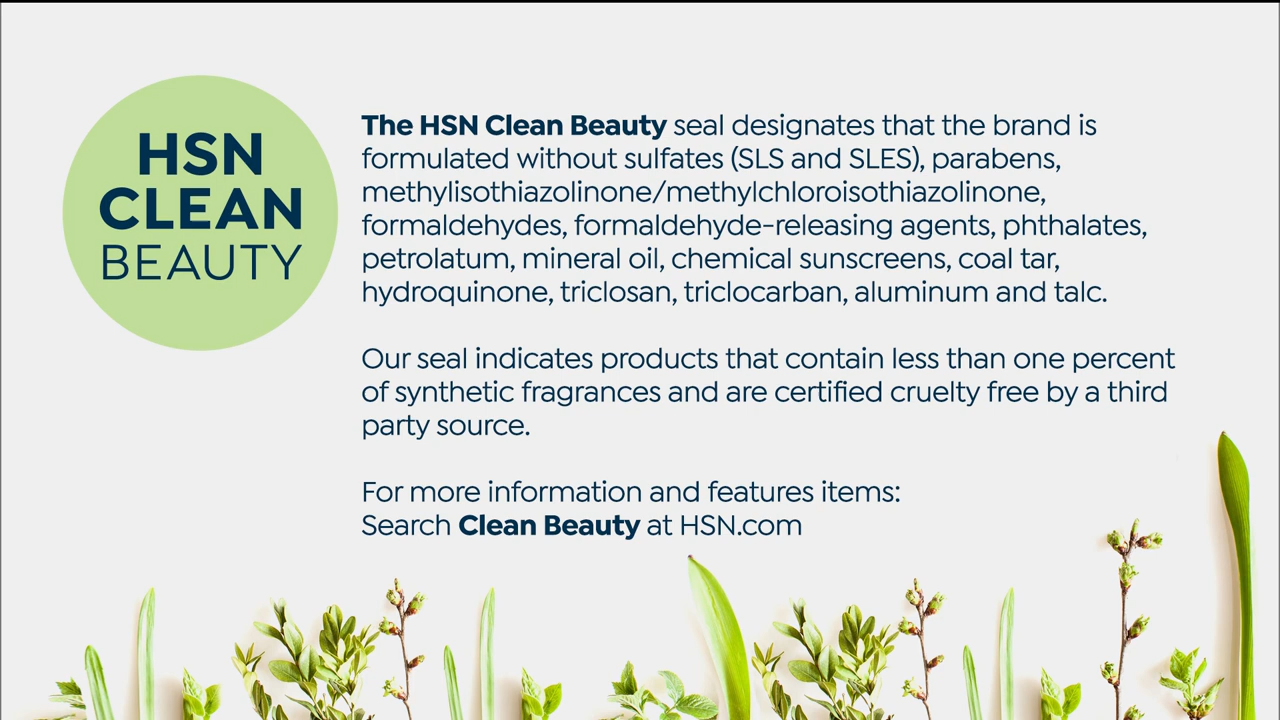 HSN
CLEAN
BEAUTY
The HSN Clean Beauty seal designates that the brand is
formulated without sulfates (SLS and SLES), parabens,
methylisothiazolinone/methylchloroisothiazolinone,
formaldehydes, formaldehyde-releasing agents, phthalates,
petrolatum, mineral oil, chemical sunscreens, coal tar,
hydroquinone, triclosan, triclocarban, aluminum and talc.
Our seal indicates products that contain less than one percent
of synthetic fragrances and are certified cruelty free by a third
party source.
For more information and features items:
Search Clean Beauty at HSN.com